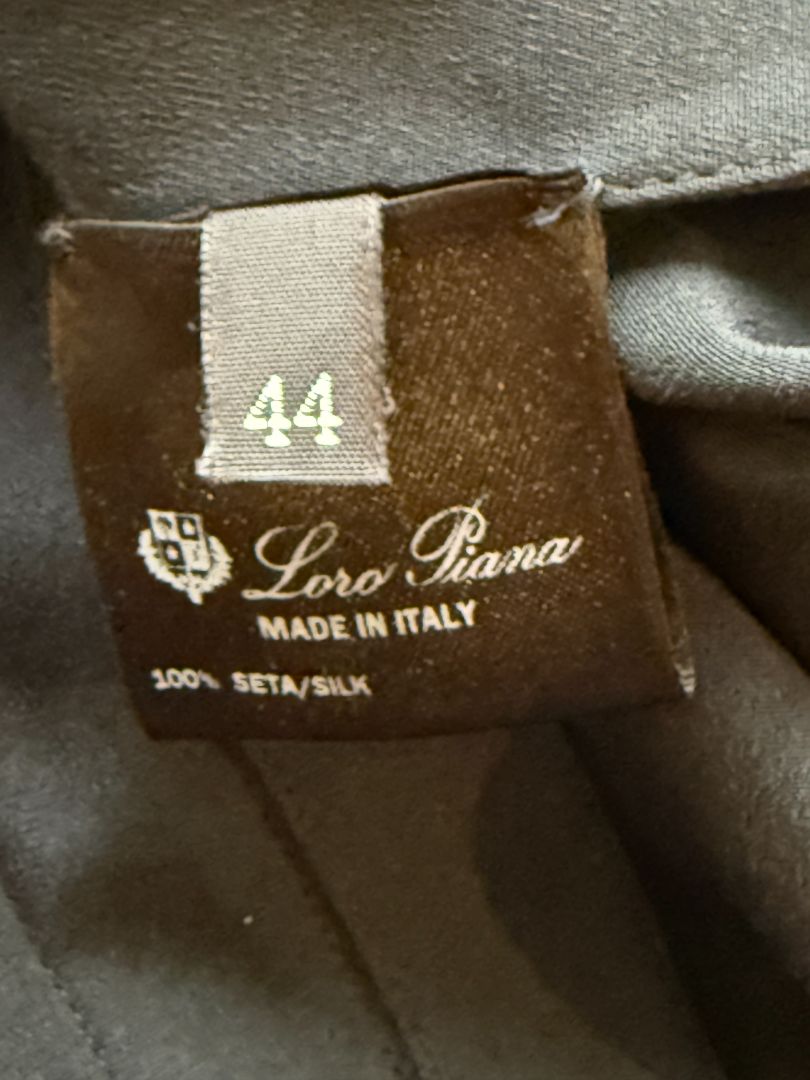 44
Loro Piana
MADE IN ITALY
100% SETA/SILK